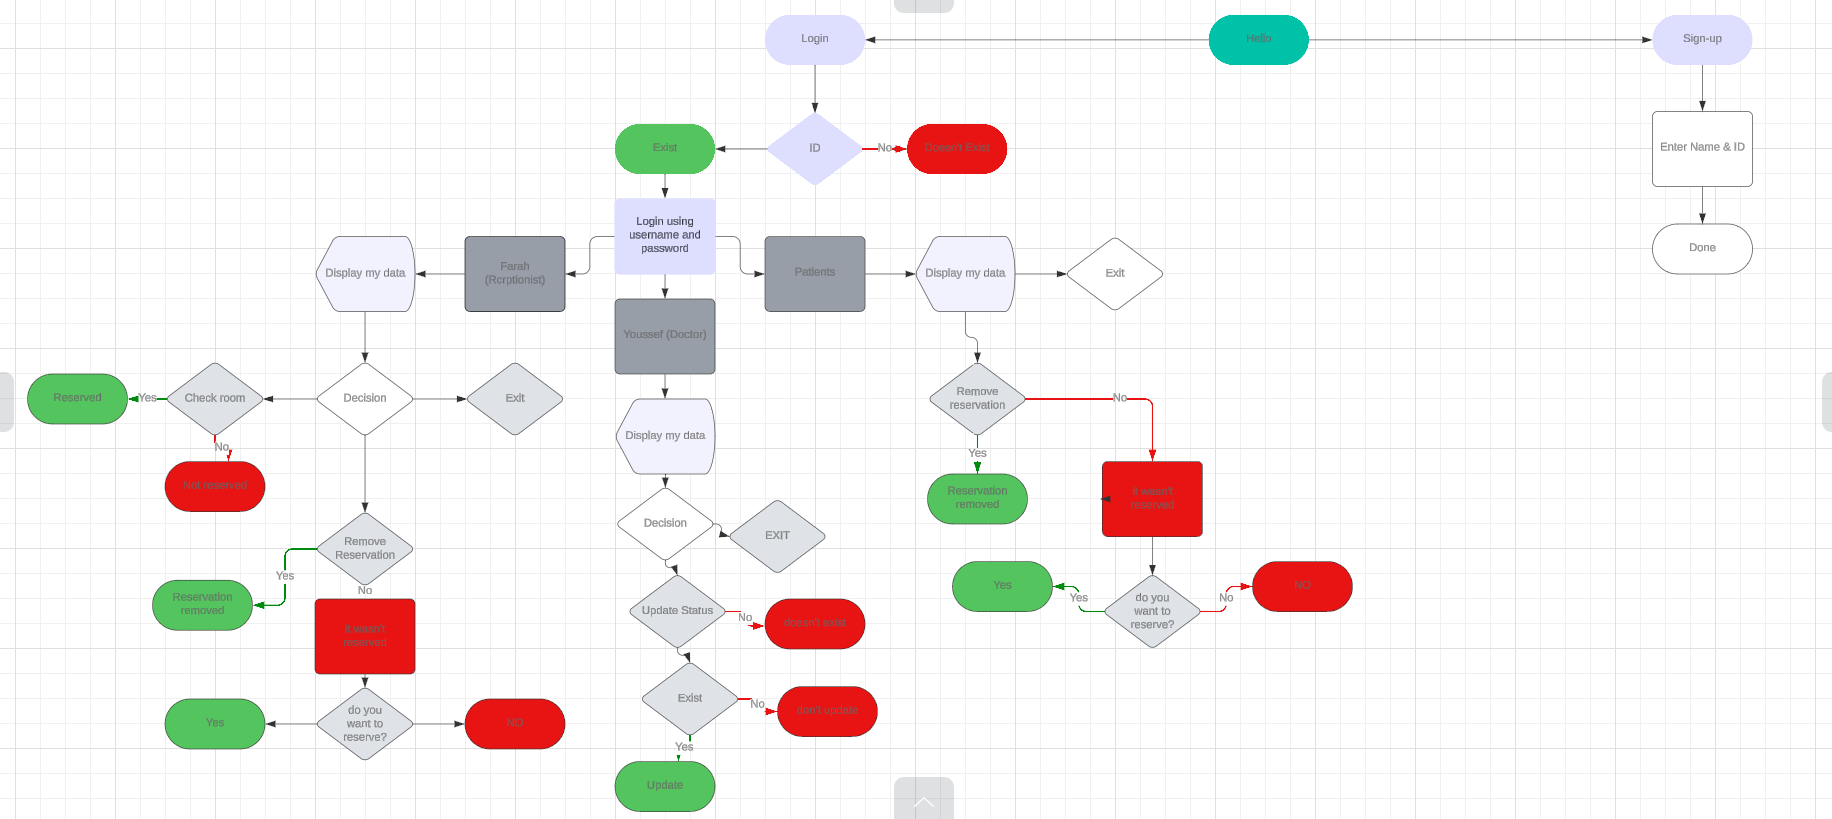 Login
Hello
Sign-up
Exist
ID
No
Doesn't Exist
Enter Name & ID
Login using
username and
password
Display my data
Farah
(Rcrptionist)
Patients
Display my data
Exit
Done
Youssef (Doctor)
Reserved
Yes
Check room
Decision
Exit
Remove
reservation
No
Display my data
No
Yes
Not reserved
Reservation
removed
It wasn't
reserved
Decision
EXIT
Remove
Reservation
Yes
No
Reservation
removed
It wasn't
reserved
Update Status
No
doesn't exist
Yes
Yes
do you
want to
reserve?
No
NO
Exist
No
don't update
Yes
do you
want to
reserve?
NO
Yes
Update